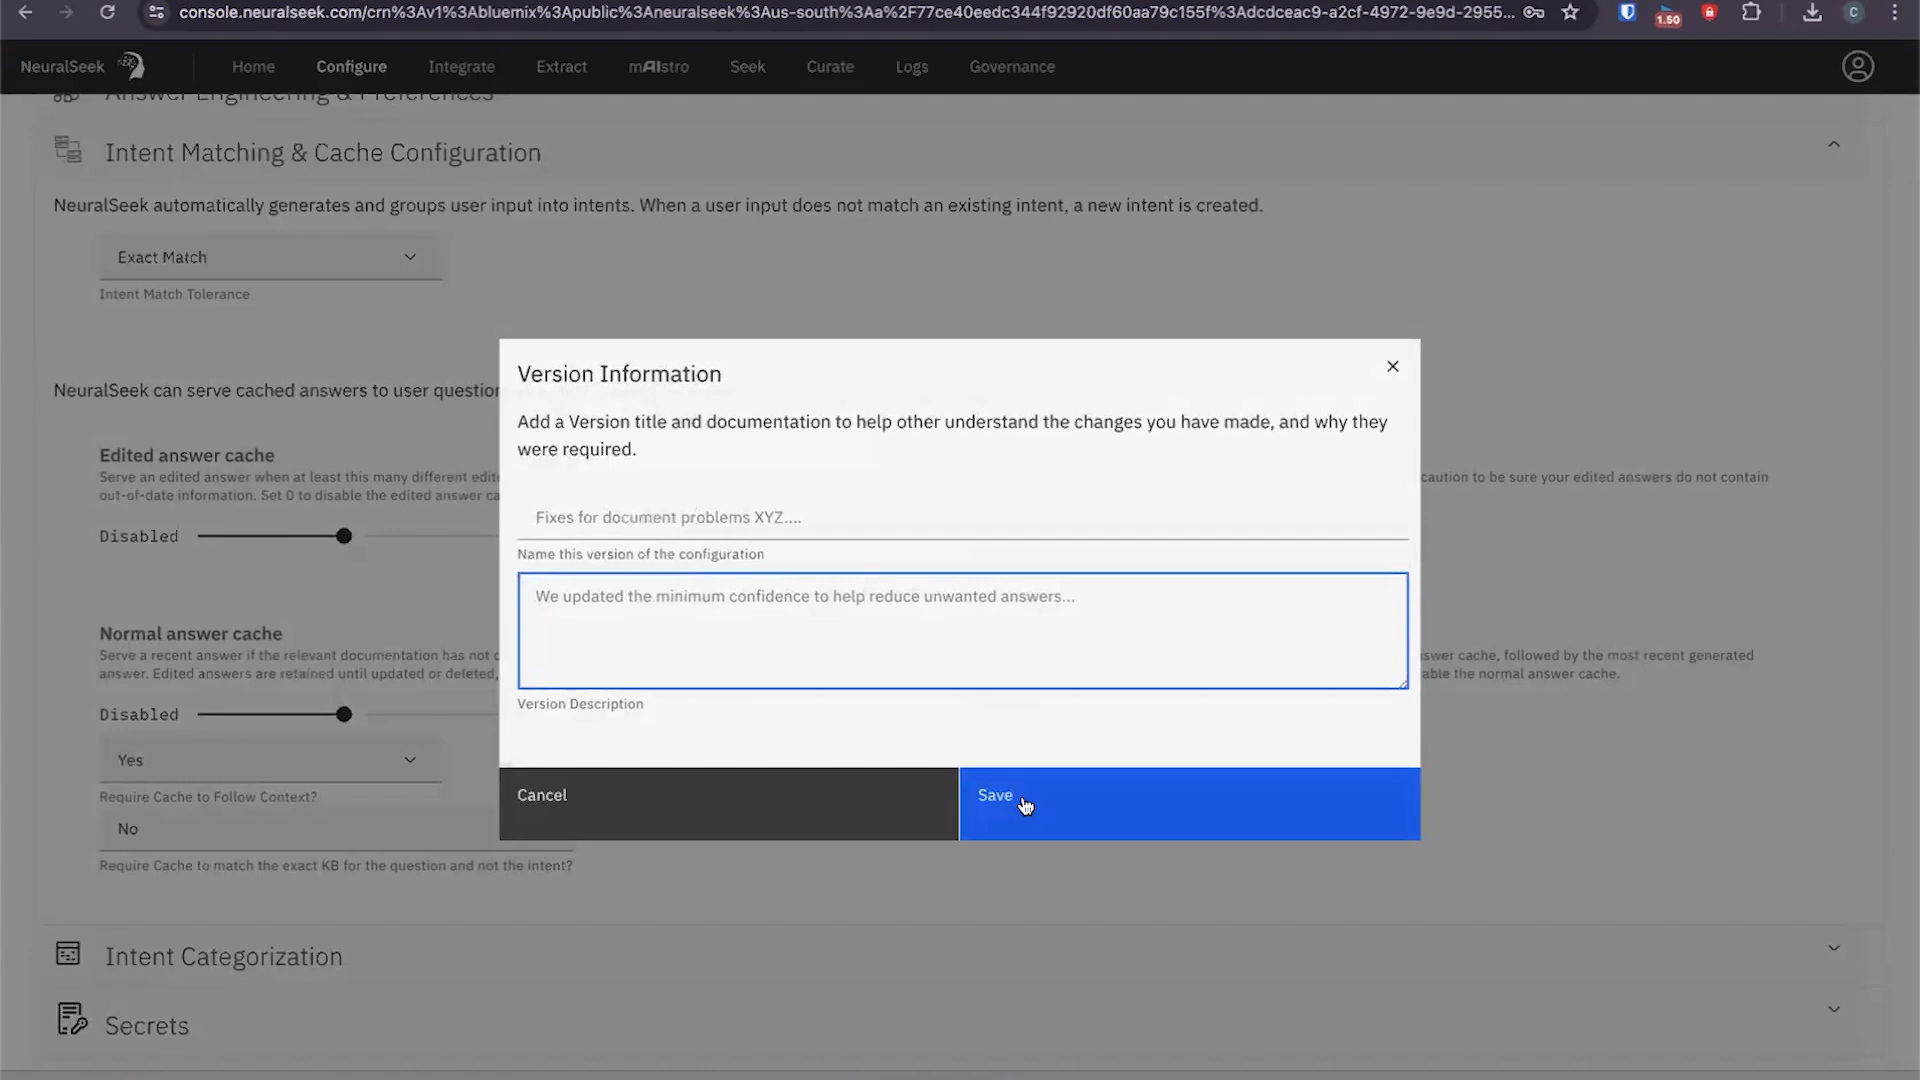 console.neuralseek.com/crn%3Av1%3Abluemix%3Apublic%3Aneuralseek%3Aus-south%3Aa%2F77ce40eedc344f92920df60aa79c155f%3Adcdceac9-a2cf-4972-9e9d-2955...
1.50
C
NeuralSeek
Home
Configure
Integrate
Extract
mAIstro
Seek
Curate
Logs
Governance
Answer Engineering & Preferences
Intent Matching & Cache Configuration
NeuralSeek automatically generates and groups user input into intents. When a user input does not match an existing intent, a new intent is created.
Exact Match
Intent Match Tolerance
NeuralSeek can serve cached answers to user question
Edited answer cache
Serve an edited answer when at least this many different edite
caution to be sure your edited answers do not contain
out-of-date information. Set 0 to disable the edited answer ca
Disabled
Normal answer cache
Serve a recent answer if the relevant documentation has not c
swer cache, followed by the most recent generated
answer. Edited answers are retained until updated or deleted,
able the normal answer cache.
Disabled
Yes
Require Cache to Follow Context?
No
Require Cache to match the exact KB for the question and not the intent?
Version Information
Add a Version title and documentation to help other understand the changes you have made, and why they
were required.
Fixes for document problems XYZ....
Name this version of the configuration
We updated the minimum confidence to help reduce unwanted answers...
Version Description
Cancel
Save
Intent Categorization
Secrets